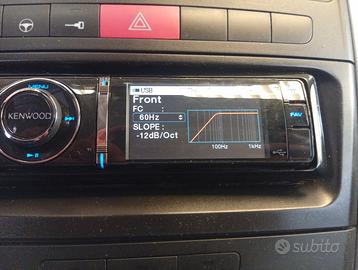 USB
MENU
Front
FC :
60Hz
SLOPE :
-12dB/Oct
100Hz 1kHz
KENWOOD
FAV
subito